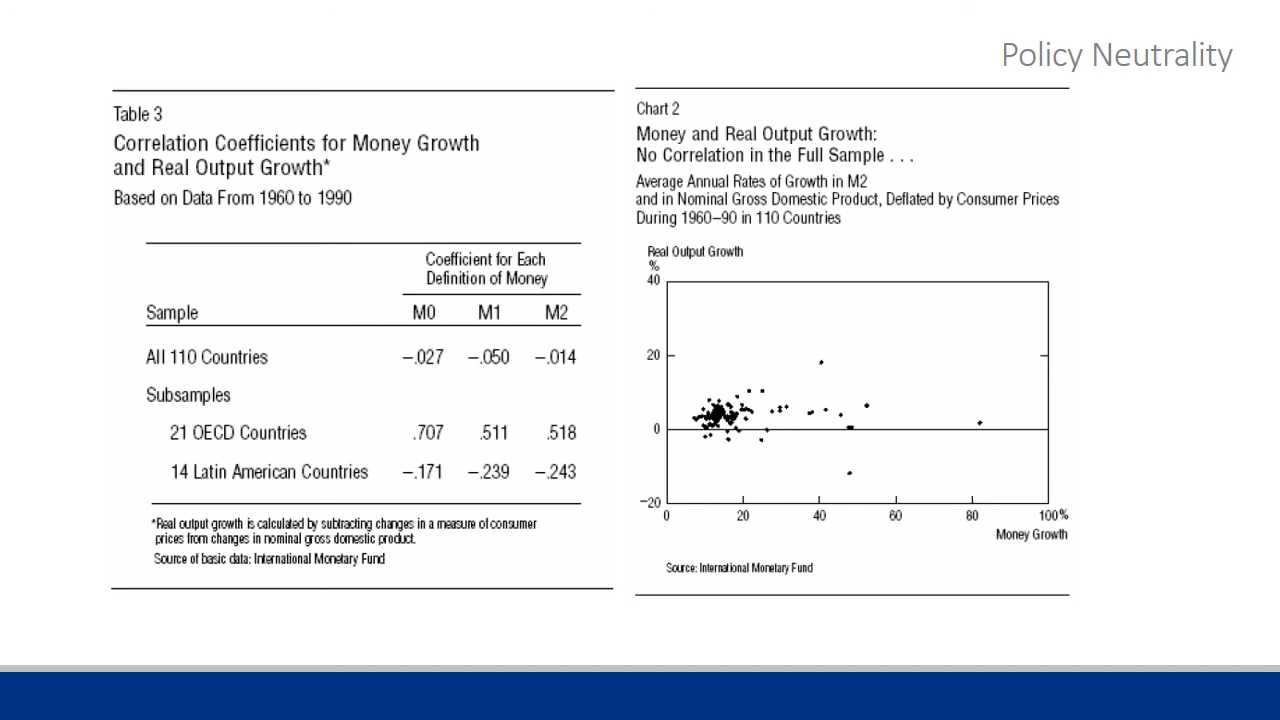 Policy Neutrality
Table 3
Correlation Coefficients for Money Growth
and Real Output Growth*
Based on Data From 1960 to 1990
Coefficient for Each
Definition of Money
Sample M0 M1 M2
All 110 Countries –.027 –.050 –.014
Subsamples
21 OECD Countries .707 .511 .518
14 Latin American Countries –.171 –.239 –.243
*Real output growth is calculated by subtracting changes in a measure of consumer
prices from changes in nominal gross domestic product.
Source of basic data: International Monetary Fund
Chart 2
Money and Real Output Growth:
No Correlation in the Full Sample . . .
Average Annual Rates of Growth in M2
and in Nominal Gross Domestic Product, Deflated by Consumer Prices
During 1960–90 in 110 Countries
Real Output Growth
%
40
20
0
–20
0 20 40 60 80 100%
Money Growth
Source: International Monetary Fund